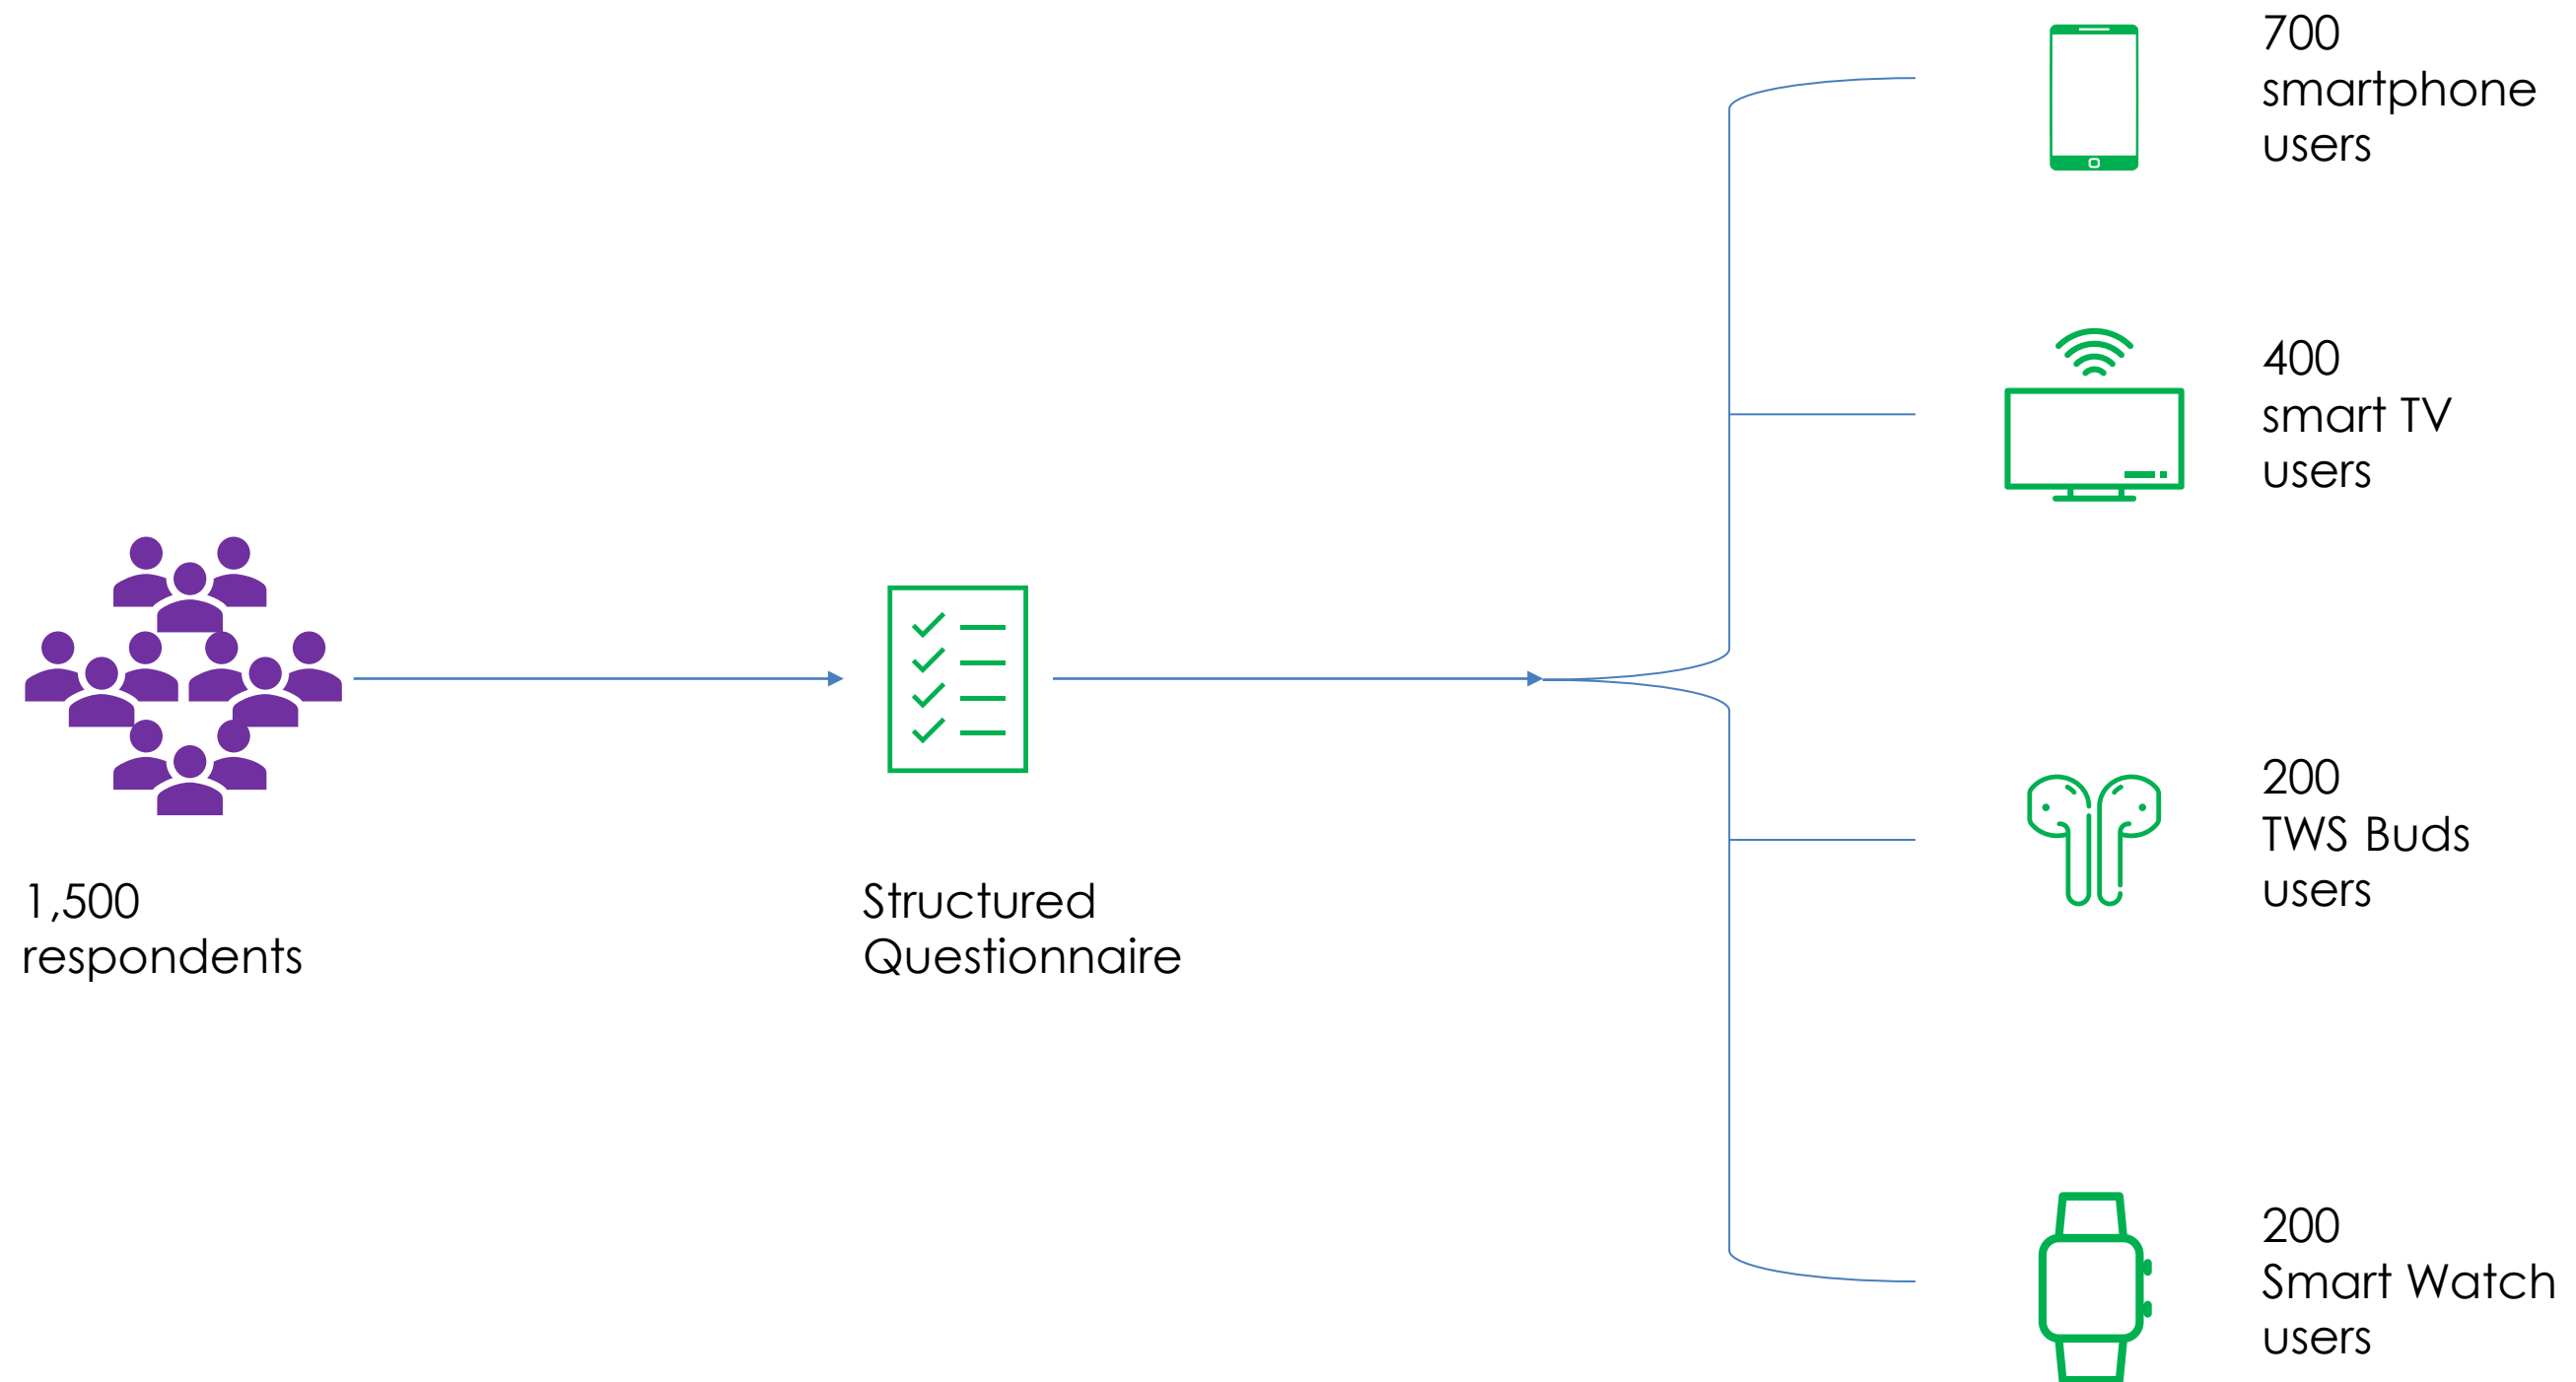 1,500
respondents
Structured
Questionnaire
700
smartphone
users
400
smart TV
users
200
TWS Buds
users
200
Smart Watch
users